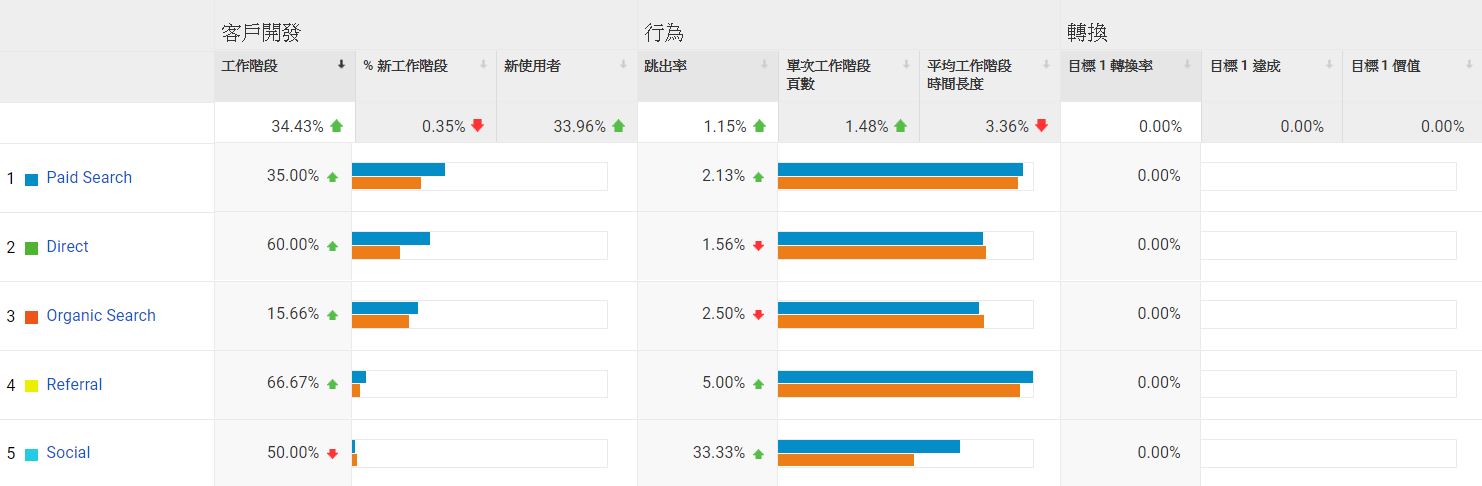 客戶開發 行為 轉換
工作階段 % 新工作階段 新使用者 跳出率 單次工作階段 平均工作階段 目標 1 轉換率 目標 1 達成 目標 1 價值
頁數 時間長度
34.43% 0.35% 33.96% 1.15% 1.48% 3.36% 0.00% 0.00% 0.00%
1 Paid Search 35.00% 2.13% 0.00%
2 Direct 60.00% 1.56% 0.00%
3 Organic Search 15.66% 2.50% 0.00%
4 Referral 66.67% 5.00% 0.00%
5 Social 50.00% 33.33% 0.00%